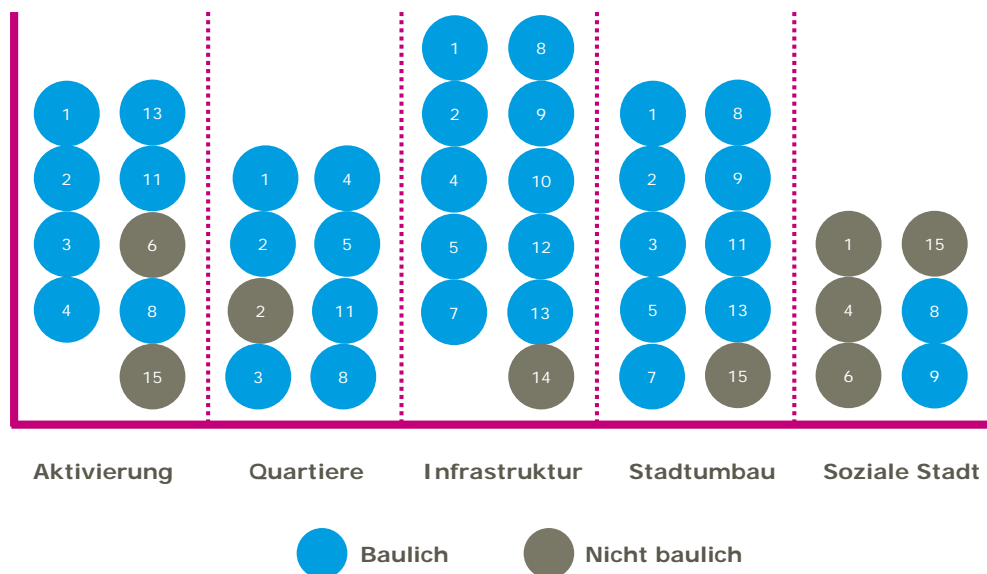 1 8
2 9
1 13 4 10 1 8
2 11 1 4 5 12 2 9
3 6 2 5 7 13 3 11 1 15
4 8 2 11 14 5 13 4 8
15 3 8 7 15 6 9
Aktivierung Quartiere Infrastruktur Stadtumbau Soziale Stadt
Baulich Nicht baulich